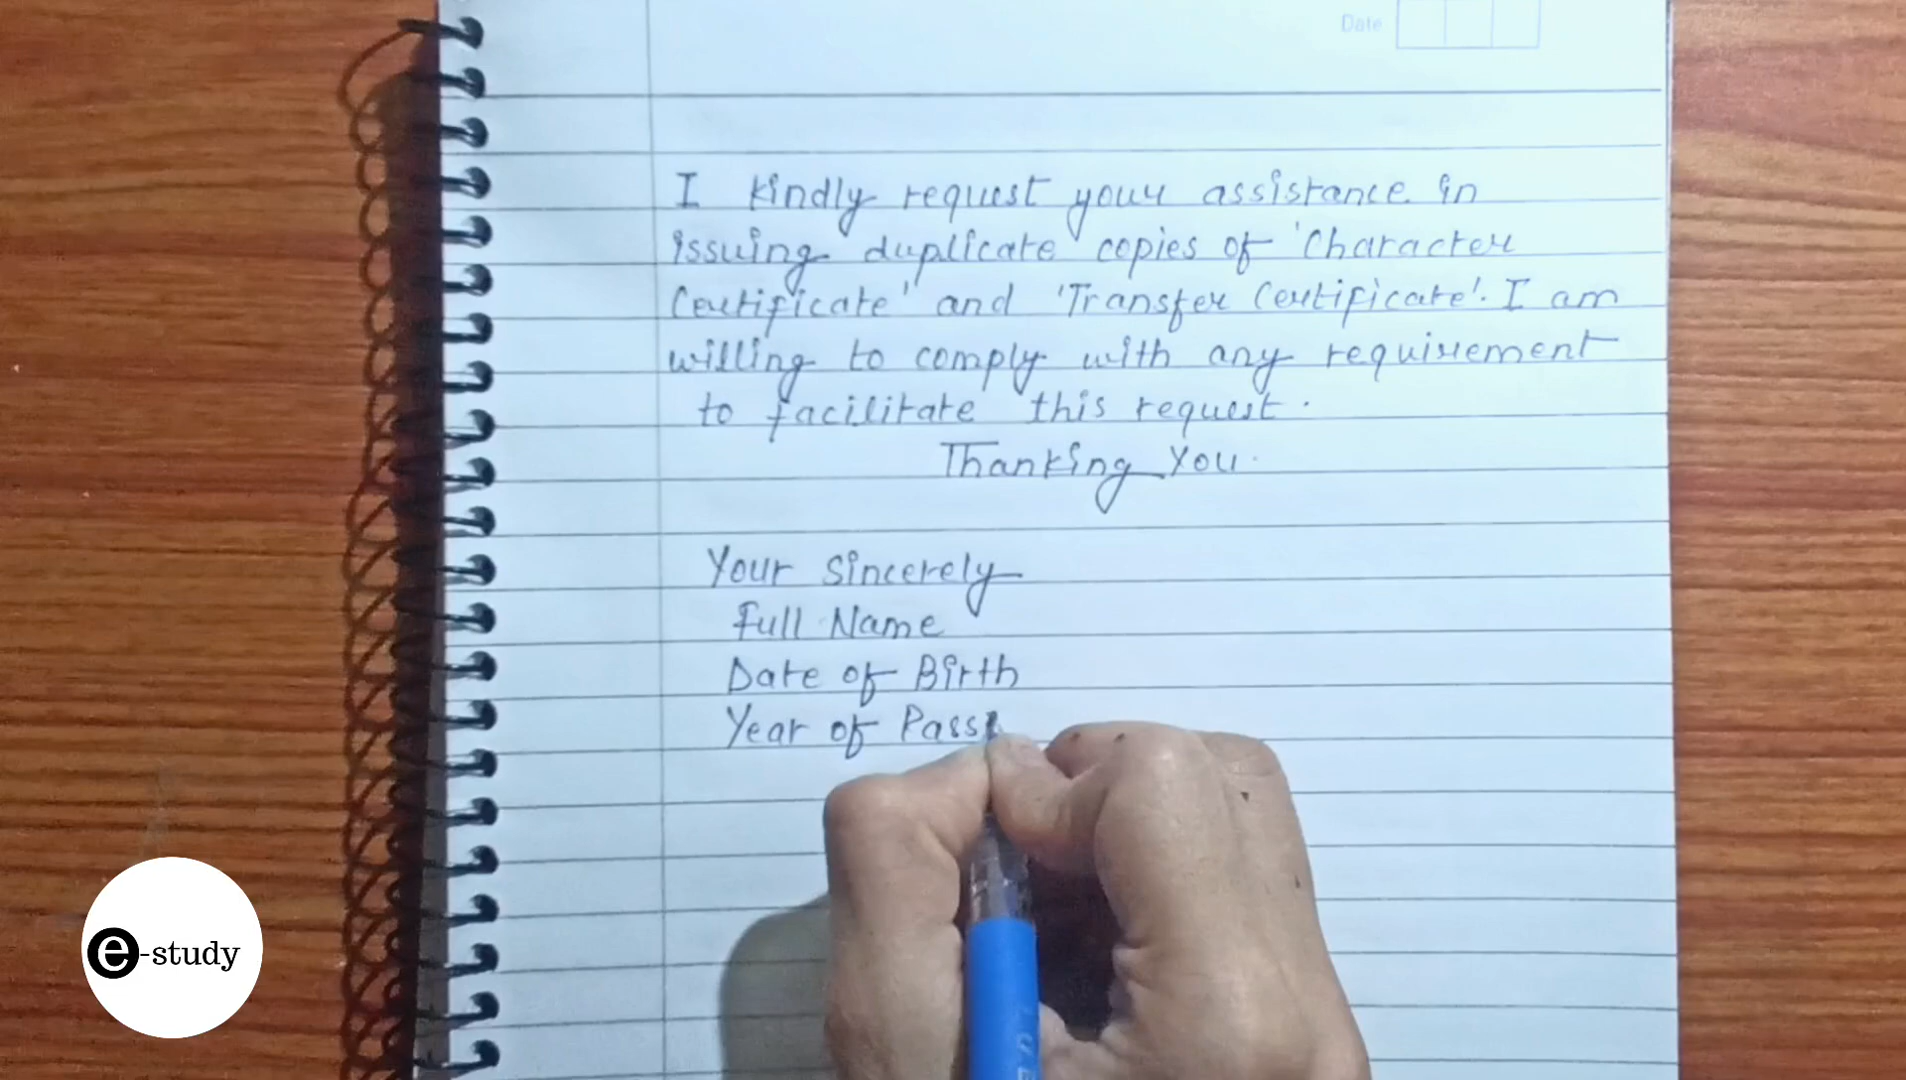 Date
I kindly request your assistance in
issuing duplicate copies of 'Character
Certificate' and 'Transfer Certificate'. I am
willing to comply with any requirement
to facilitate this request.
Thanking You.
Your Sincerely
Full Name
Date of Birth
Year of Passi
e-study